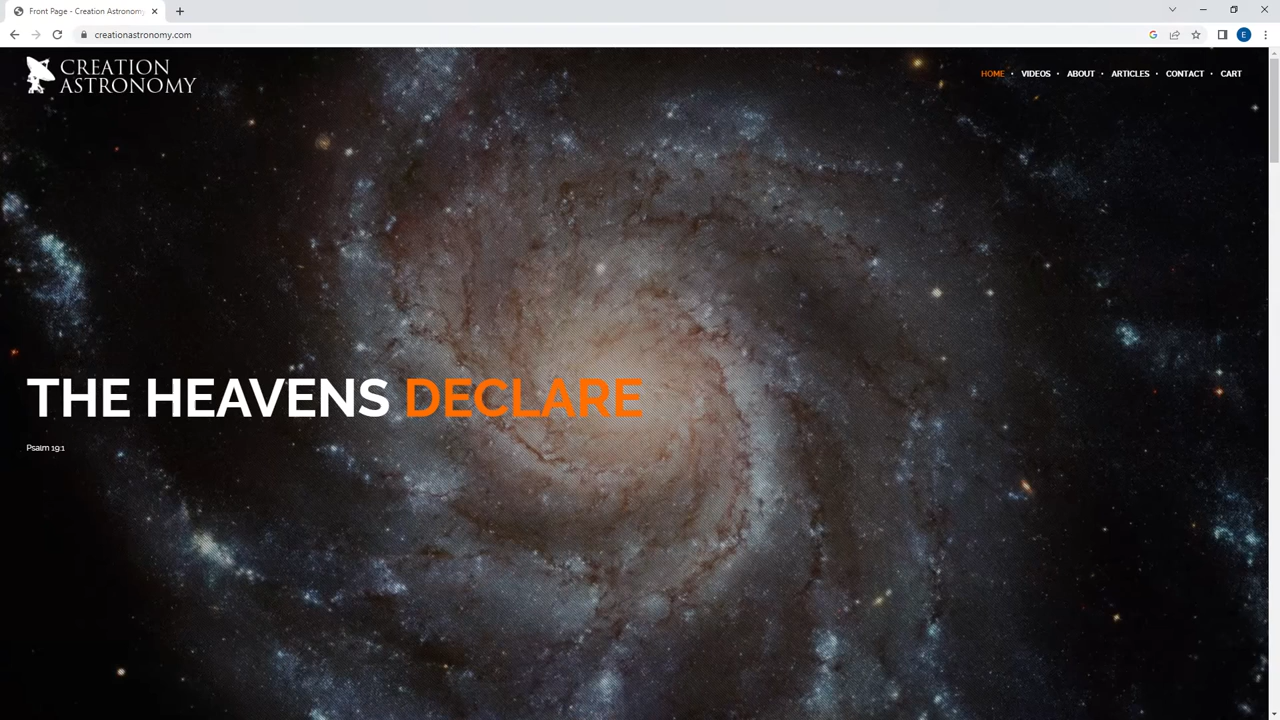 Front Page - Creation Astronomy
creationastronomy.com
E
CREATION
ASTRONOMY
HOME • VIDEOS • ABOUT • ARTICLES • CONTACT • CART
THE HEAVENS DECLARE
Psalm 19:1